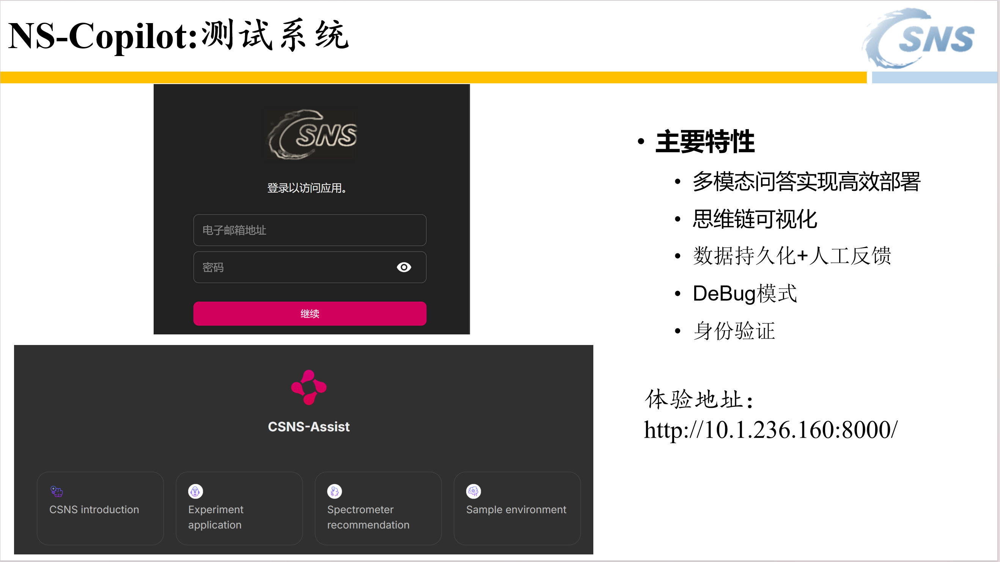 NS-Copilot:测试系统
CSNS
CSNS
登录以访问应用。
电子邮箱地址
密码
继续
CSNS-Assist
CSNS introduction
Experiment
application
Spectrometer
recommendation
Sample environment
• 主要特性
• 多模态问答实现高效部署
• 思维链可视化
• 数据持久化+人工反馈
• DeBug模式
• 身份验证
体验地址：
http://10.1.236.160:8000/